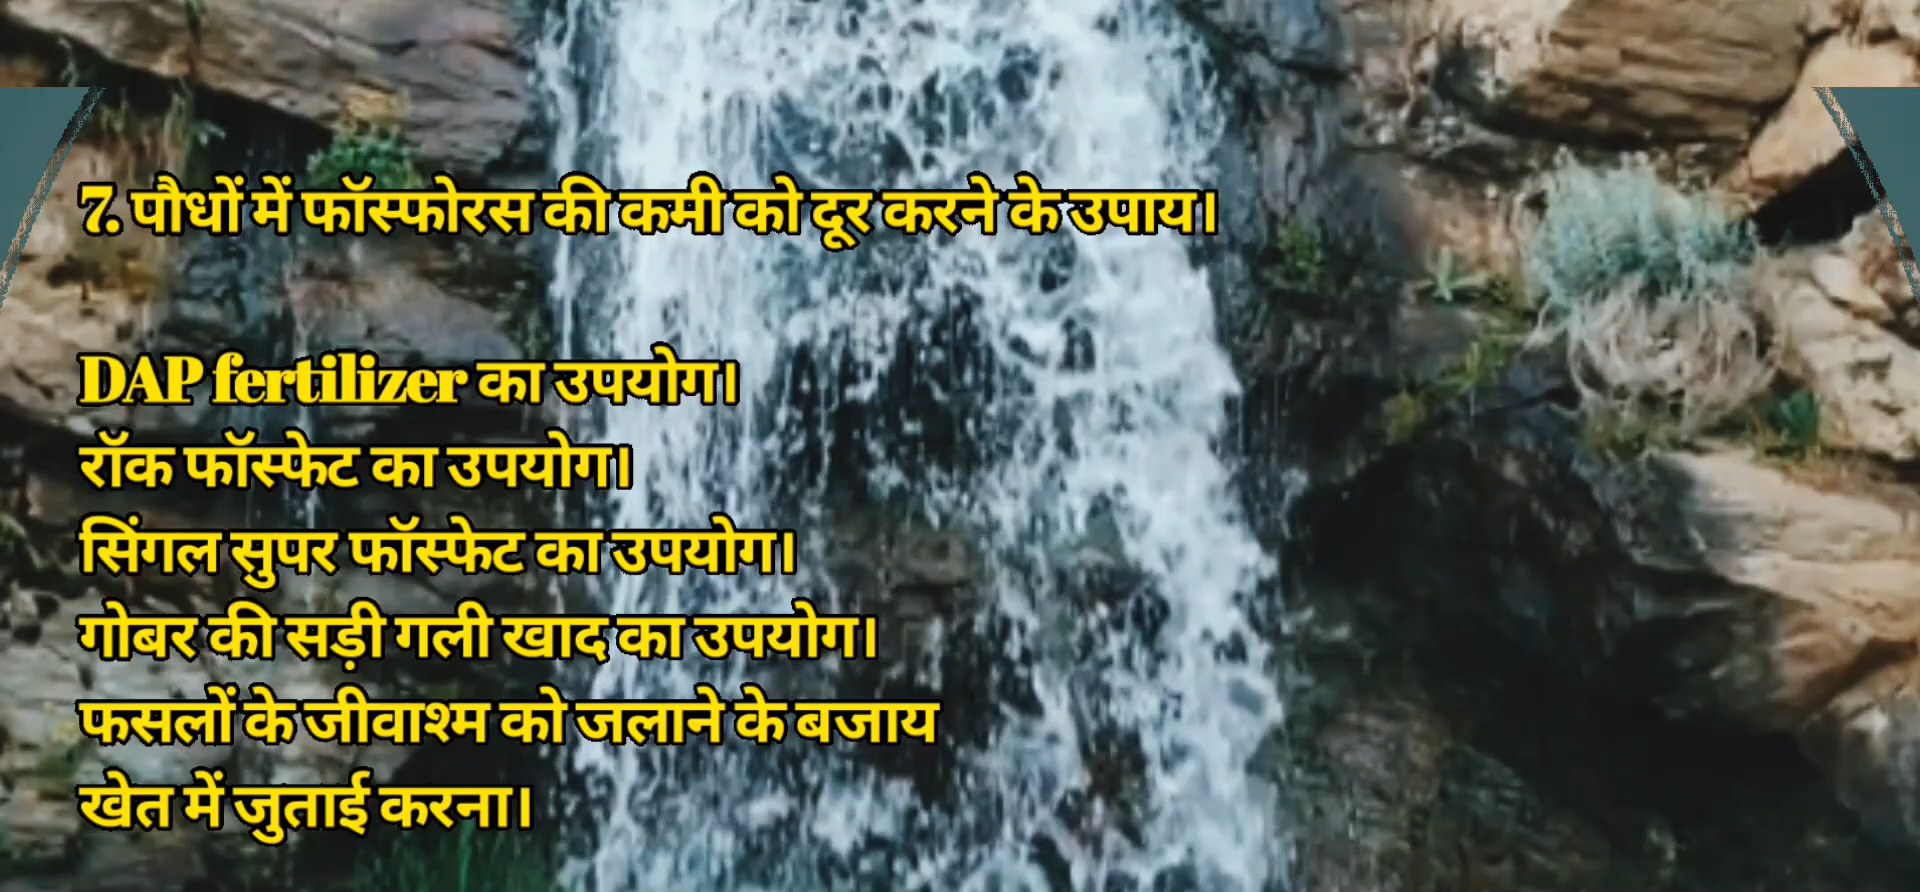 7. पौधों में फॉस्फोरस की कमी को दूर करने के उपाय।
DAP fertilizer का उपयोग।
रॉक फॉस्फेट का उपयोग।
सिंगल सुपर फॉस्फेट का उपयोग।
गोबर की सड़ी गली खाद का उपयोग।
फसलों के जीवाश्म को जलाने के बजाय
खेत में जुताई करना।